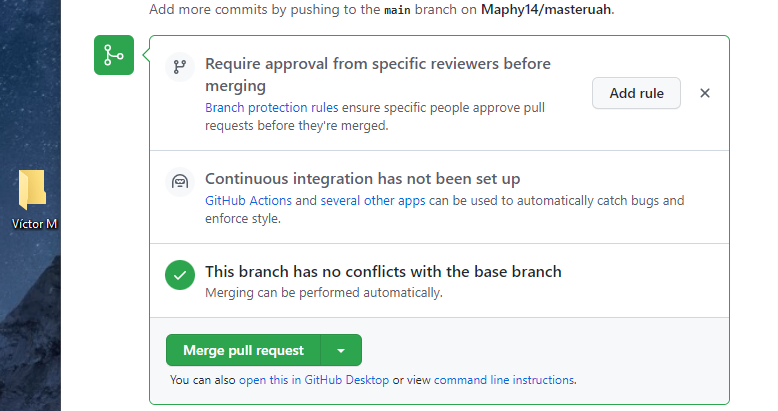 Add more commits by pushing to the main branch on Maphy14/masteruah.
Require approval from specific reviewers before
merging
Branch protection rules ensure specific people approve pull
requests before they're merged.
Add rule
Continuous integration has not been set up
GitHub Actions and several other apps can be used to automatically catch bugs and
enforce style.
Víctor M
This branch has no conflicts with the base branch
Merging can be performed automatically.
Merge pull request
You can also open this in GitHub Desktop or view command line instructions.